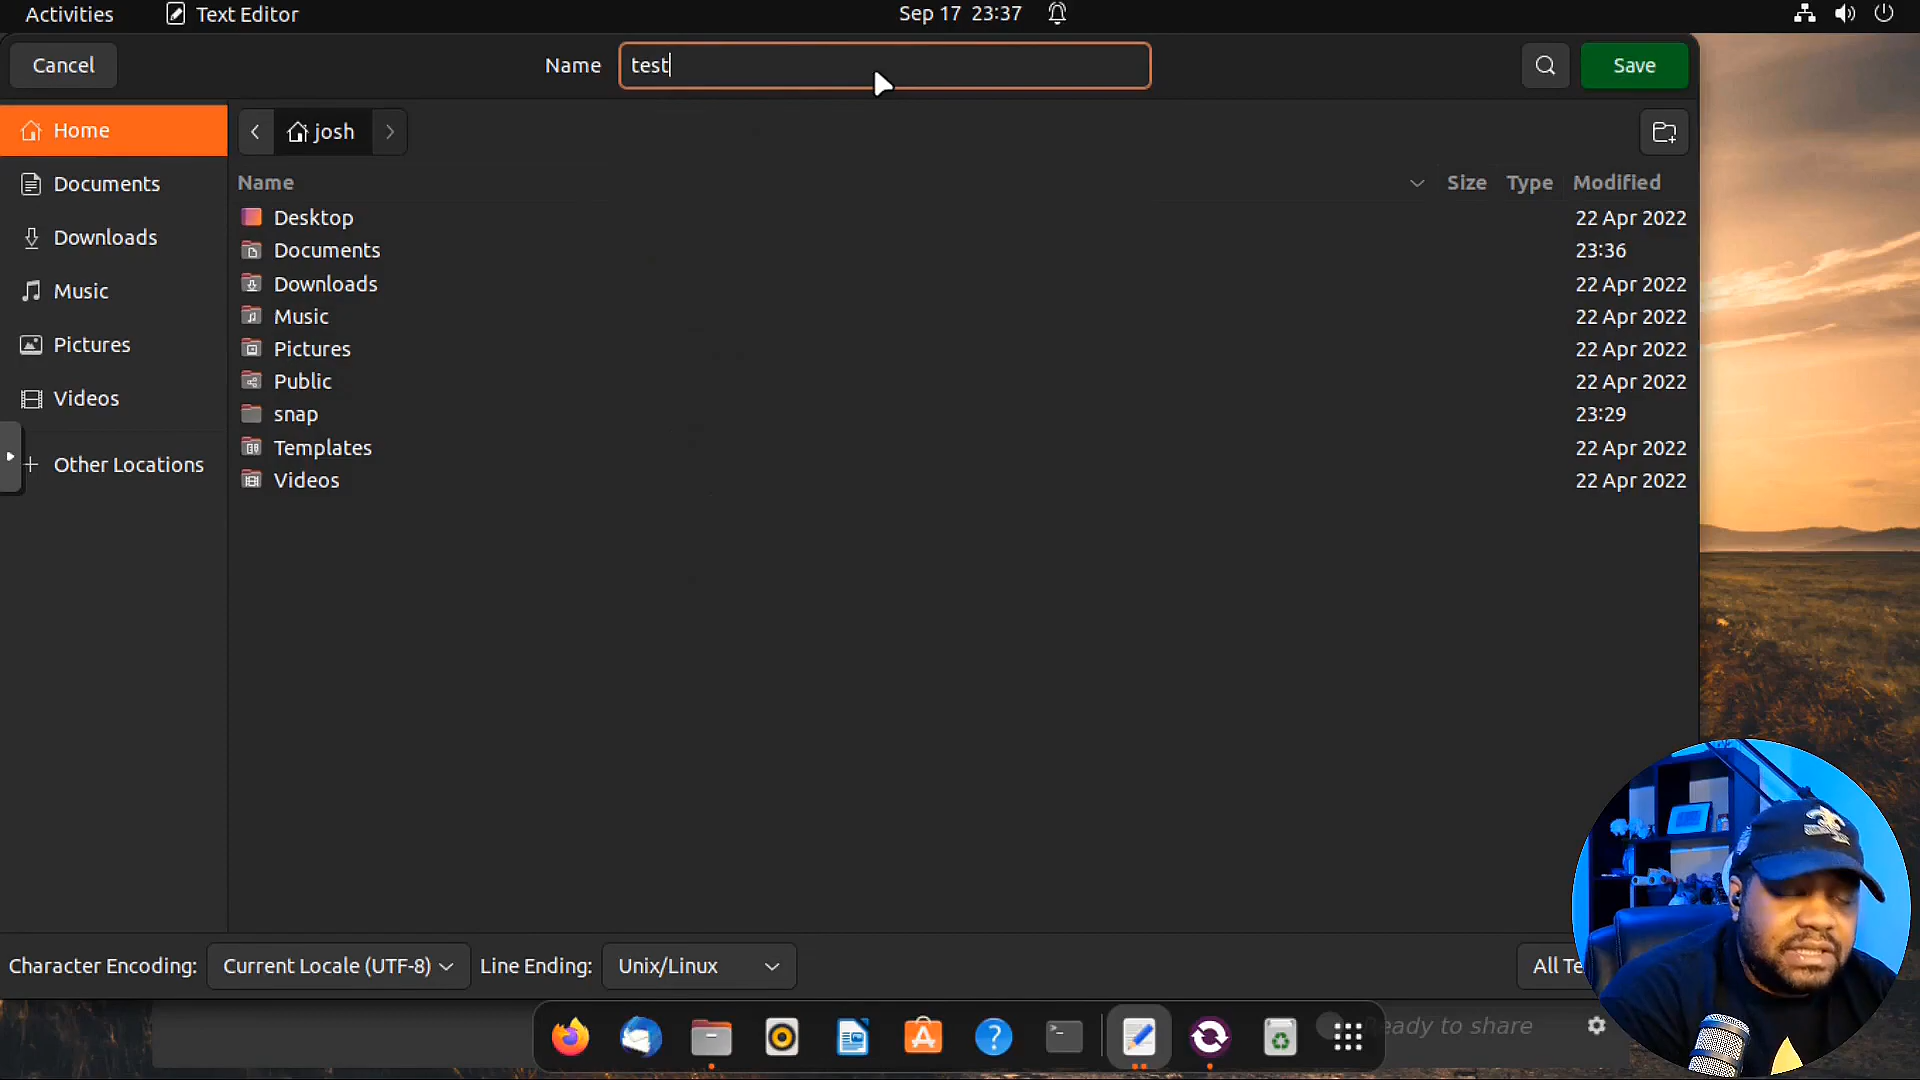 Activities Text Editor Sep 17 23:37
Cancel Name test Save
Home josh
Documents Name Size Type Modified
Desktop 22 Apr 2022
Downloads Documents 23:36
Downloads 22 Apr 2022
Music Music 22 Apr 2022
Pictures Pictures 22 Apr 2022
Public 22 Apr 2022
Videos snap 23:29
Templates 22 Apr 2022
Other Locations Videos 22 Apr 2022
Character Encoding: Current Locale (UTF-8) Line Ending: Unix/Linux All
eady to share